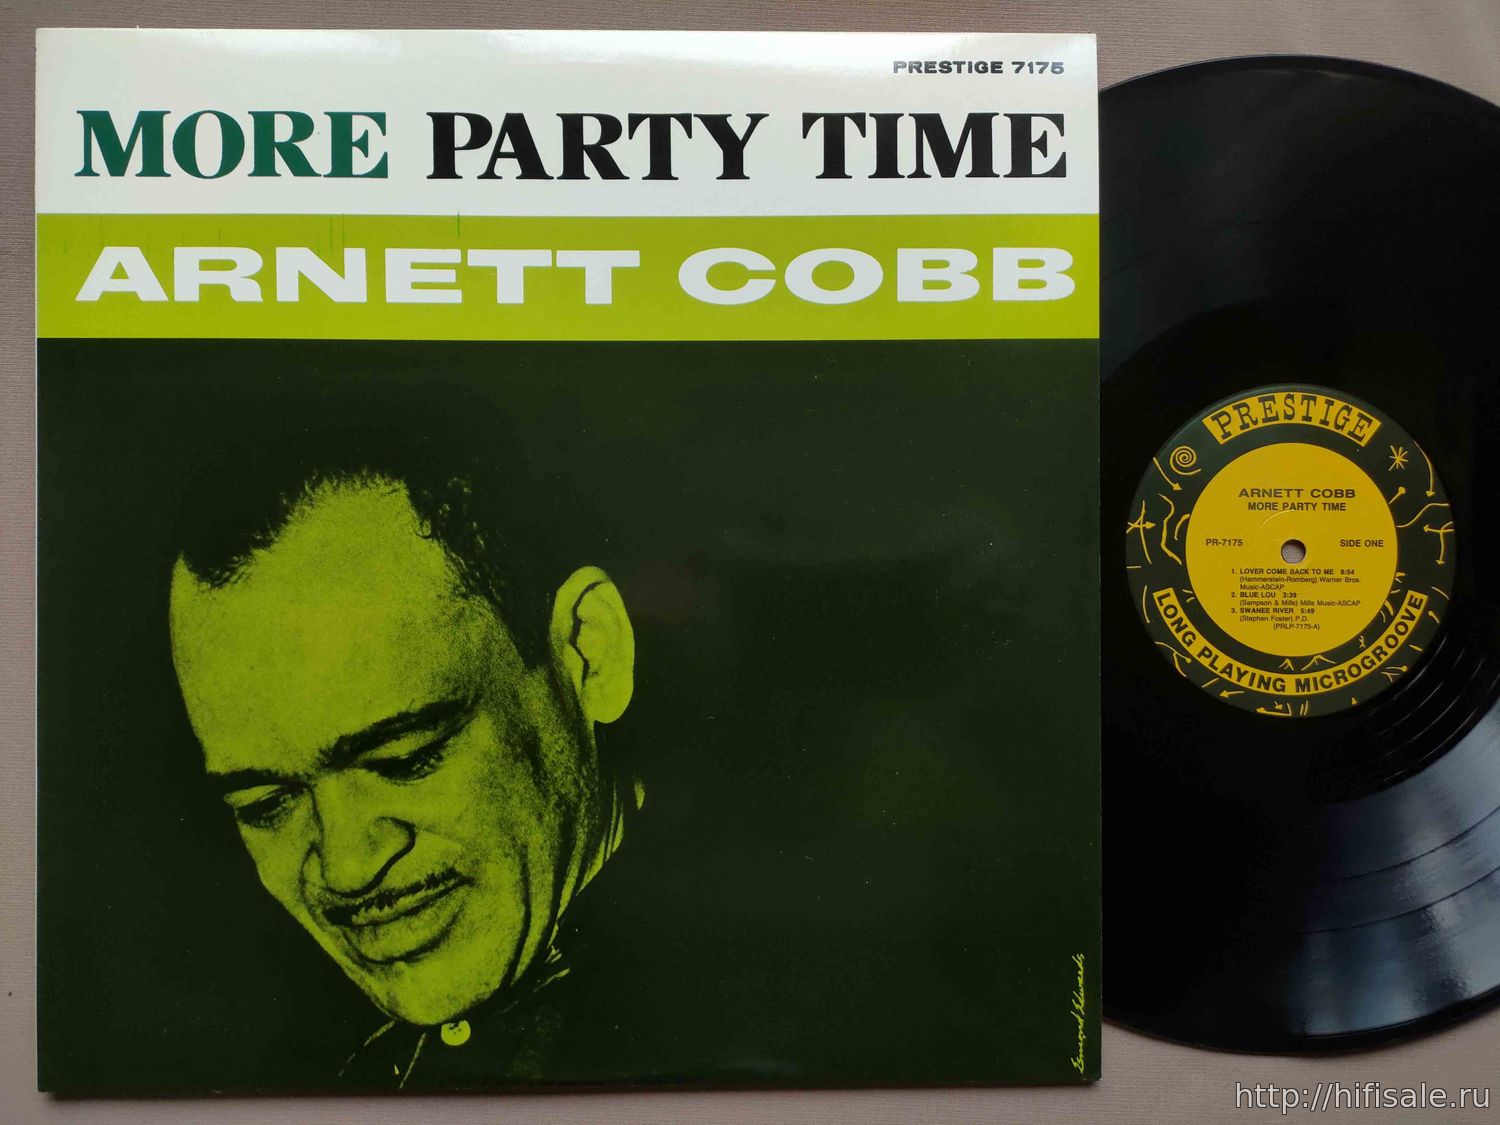 PRESTIGE 7175
MORE PARTY TIME
ARNETT COBB
Esmond Edwards
PRESTIGE
ARNETT COBB
MORE PARTY TIME
PR-7175
SIDE ONE
1. LOVER COME BACK TO ME 8:54
(Hammerstein-Romberg) Warner Bros.
Music-ASCAP
2. BLUE LOU 3:39
(Sampson & Mills) Mills Music-ASCAP
3. SWANEE RIVER 5:49
(Stephen Foster) P.D.
(PRLP-7175-A)
LONG PLAYING MICROGROOVE
http://hifisale.ru